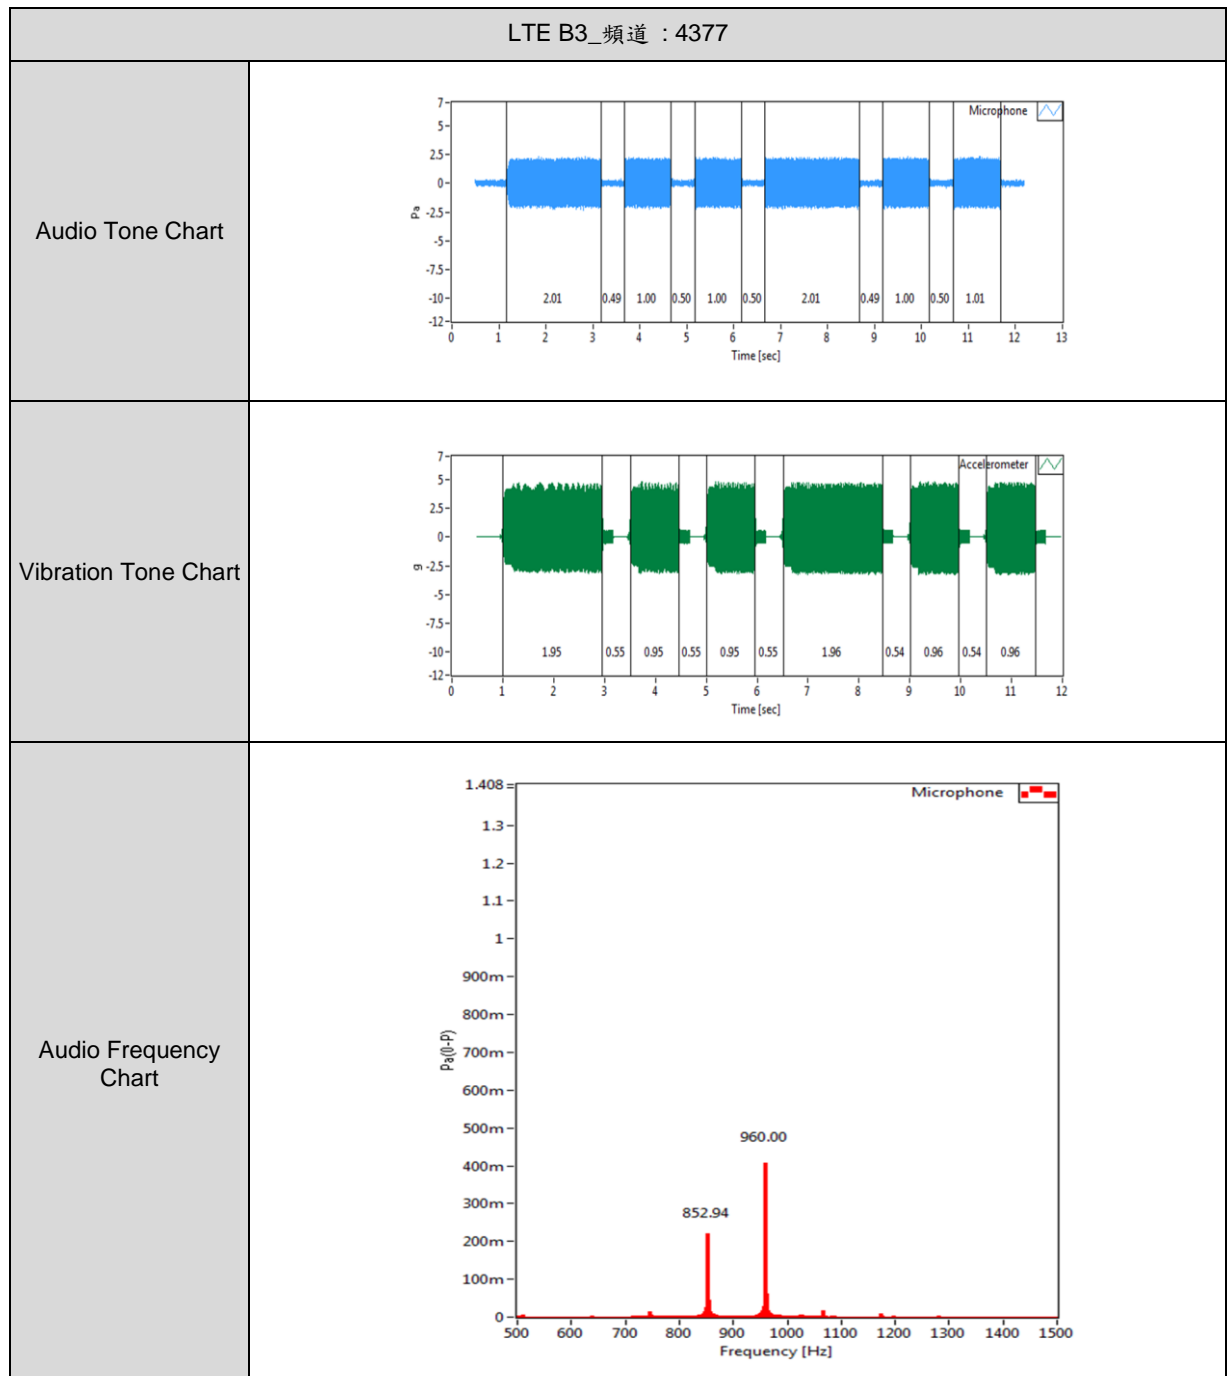 LTE B3_頻道 : 4377
Audio Tone Chart
Microphone
7
5
2.5
0
-2.5
-5
-7.5
-10
-12
Pa
2.01 0.49 1.00 0.50 1.00 0.50 2.01 0.49 1.00 0.50 1.01
0 1 2 3 4 5 6 7 8 9 10 11 12 13
Time [sec]
Vibration Tone Chart
Accelerometer
7
5
2.5
0
-2.5
-5
-7.5
-10
-12
g
1.95 0.55 0.95 0.55 0.95 0.55 1.96 0.54 0.96 0.54 0.96
0 1 2 3 4 5 6 7 8 9 10 11 12
Time [sec]
Audio Frequency
Chart
Microphone
1.408
1.3
1.2
1.1
1
900m
800m
700m
600m
500m
400m
300m
200m
100m
0
Pa(0-P)
960.00
852.94
500 600 700 800 900 1000 1100 1200 1300 1400 1500
Frequency [Hz]